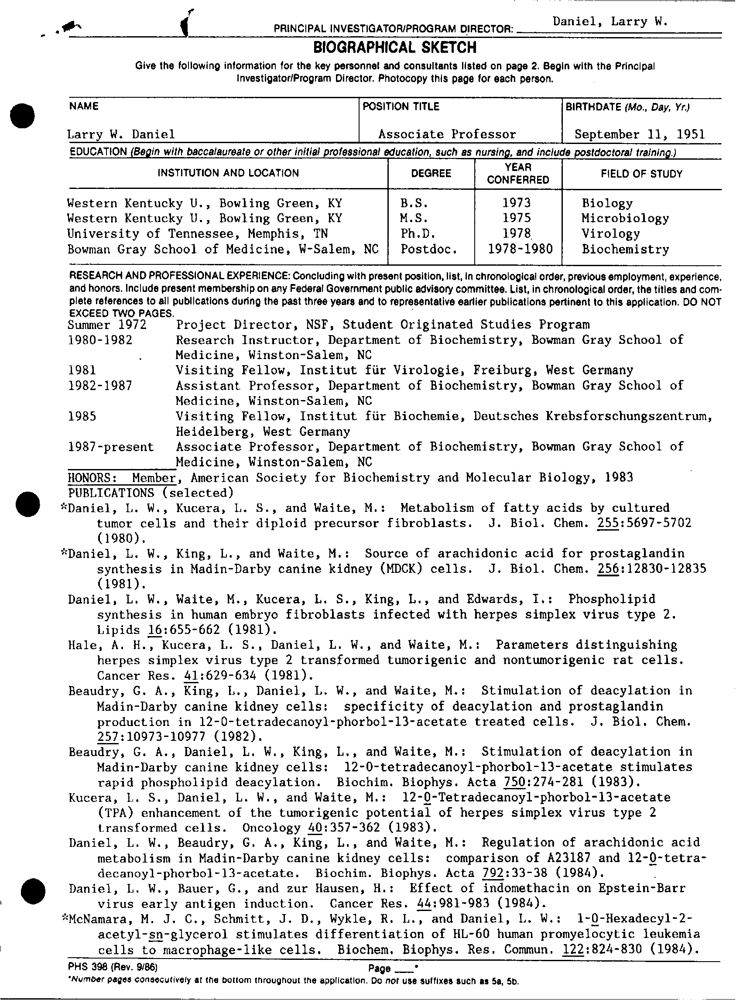 PRINCIPAL INVESTIGATOR/PROGRAM DIRECTOR: Daniel, Larry W.
BIOGRAPHICAL SKETCH
Give the following information for the key personnel and consultants listed on page 2. Begin with the Principal
Investigator/Program Director. Photocopy this page for each person.
NAME POSITION TITLE BIRTHDATE (Mo., Day, Yr.)
Larry W. Daniel Associate Professor September 11, 1951
EDUCATION (Begin with baccalaureate or other initial professional education, such as nursing, and include postdoctoral training.)
INSTITUTION AND LOCATION DEGREE YEAR CONFERRED FIELD OF STUDY
Western Kentucky U., Bowling Green, KY B.S. 1973 Biology
Western Kentucky U., Bowling Green, KY M.S. 1975 Microbiology
University of Tennessee, Memphis, TN Ph.D. 1978 Virology
Bowman Gray School of Medicine, W-Salem, NC Postdoc. 1978-1980 Biochemistry
RESEARCH AND PROFESSIONAL EXPERIENCE: Concluding with present position, list, in chronological order, previous employment, experience,
and honors. Include present membership on any Federal Government public advisory committee. List, in chronological order, the titles and com-
plete references to all publications during the past three years and to representative earlier publications pertinent to this application. DO NOT
EXCEED TWO PAGES.
Summer 1972 Project Director, NSF, Student Originated Studies Program
1980-1982 Research Instructor, Department of Biochemistry, Bowman Gray School of
Medicine, Winston-Salem, NC
1981 Visiting Fellow, Institut für Virologie, Freiburg, West Germany
1982-1987 Assistant Professor, Department of Biochemistry, Bowman Gray School of
Medicine, Winston-Salem, NC
1985 Visiting Fellow, Institut für Biochemie, Deutsches Krebsforschungszentrum,
Heidelberg, West Germany
1987-present Associate Professor, Department of Biochemistry, Bowman Gray School of
Medicine, Winston-Salem, NC
HONORS: Member, American Society for Biochemistry and Molecular Biology, 1983
PUBLICATIONS (selected)
*Daniel, L. W., Kucera, L. S., and Waite, M.: Metabolism of fatty acids by cultured
tumor cells and their diploid precursor fibroblasts. J. Biol. Chem. 255:5697-5702
(1980).
*Daniel, L. W., King, L., and Waite, M.: Source of arachidonic acid for prostaglandin
synthesis in Madin-Darby canine kidney (MDCK) cells. J. Biol. Chem. 256:12830-12835
(1981).
Daniel, L. W., Waite, M., Kucera, L. S., King, L., and Edwards, I.: Phospholipid
synthesis in human embryo fibroblasts infected with herpes simplex virus type 2.
Lipids 16:655-662 (1981).
Hale, A. H., Kucera, L. S., Daniel, L. W., and Waite, M.: Parameters distinguishing
herpes simplex virus type 2 transformed tumorigenic and nontumorigenic rat cells.
Cancer Res. 41:629-634 (1981).
Beaudry, G. A., King, L., Daniel, L. W., and Waite, M.: Stimulation of deacylation in
Madin-Darby canine kidney cells: specificity of deacylation and prostaglandin
production in 12-O-tetradecanoyl-phorbol-13-acetate treated cells. J. Biol. Chem.
257:10973-10977 (1982).
Beaudry, G. A., Daniel, L. W., King, L., and Waite, M.: Stimulation of deacylation in
Madin-Darby canine kidney cells: 12-O-tetradecanoyl-phorbol-13-acetate stimulates
rapid phospholipid deacylation. Biochim. Biophys. Acta 750:274-281 (1983).
Kucera, L. S., Daniel, L. W., and Waite, M.: 12-O-Tetradecanoyl-phorbol-13-acetate
(TPA) enhancement of the tumorigenic potential of herpes simplex virus type 2
transformed cells. Oncology 40:357-362 (1983).
Daniel, L. W., Beaudry, G. A., King, L., and Waite, M.: Regulation of arachidonic acid
metabolism in Madin-Darby canine kidney cells: comparison of A23187 and 12-O-tetra-
decanoyl-phorbol-13-acetate. Biochim. Biophys. Acta 792:33-38 (1984).
Daniel, L. W., Bauer, G., and zur Hausen, H.: Effect of indomethacin on Epstein-Barr
virus early antigen induction. Cancer Res. 44:981-983 (1984).
*McNamara, M. J. C., Schmitt, J. D., Wykle, R. L., and Daniel, L. W.: 1-O-Hexadecyl-2-
acetyl-sn-glycerol stimulates differentiation of HL-60 human promyelocytic leukemia
cells to macrophage-like cells. Biochem. Biophys. Res. Commun. 122:824-830 (1984).
PHS 398 (Rev. 9/86) Page ___*
*Number pages consecutively at the bottom throughout the application. Do not use suffixes such as 5a, 5b.